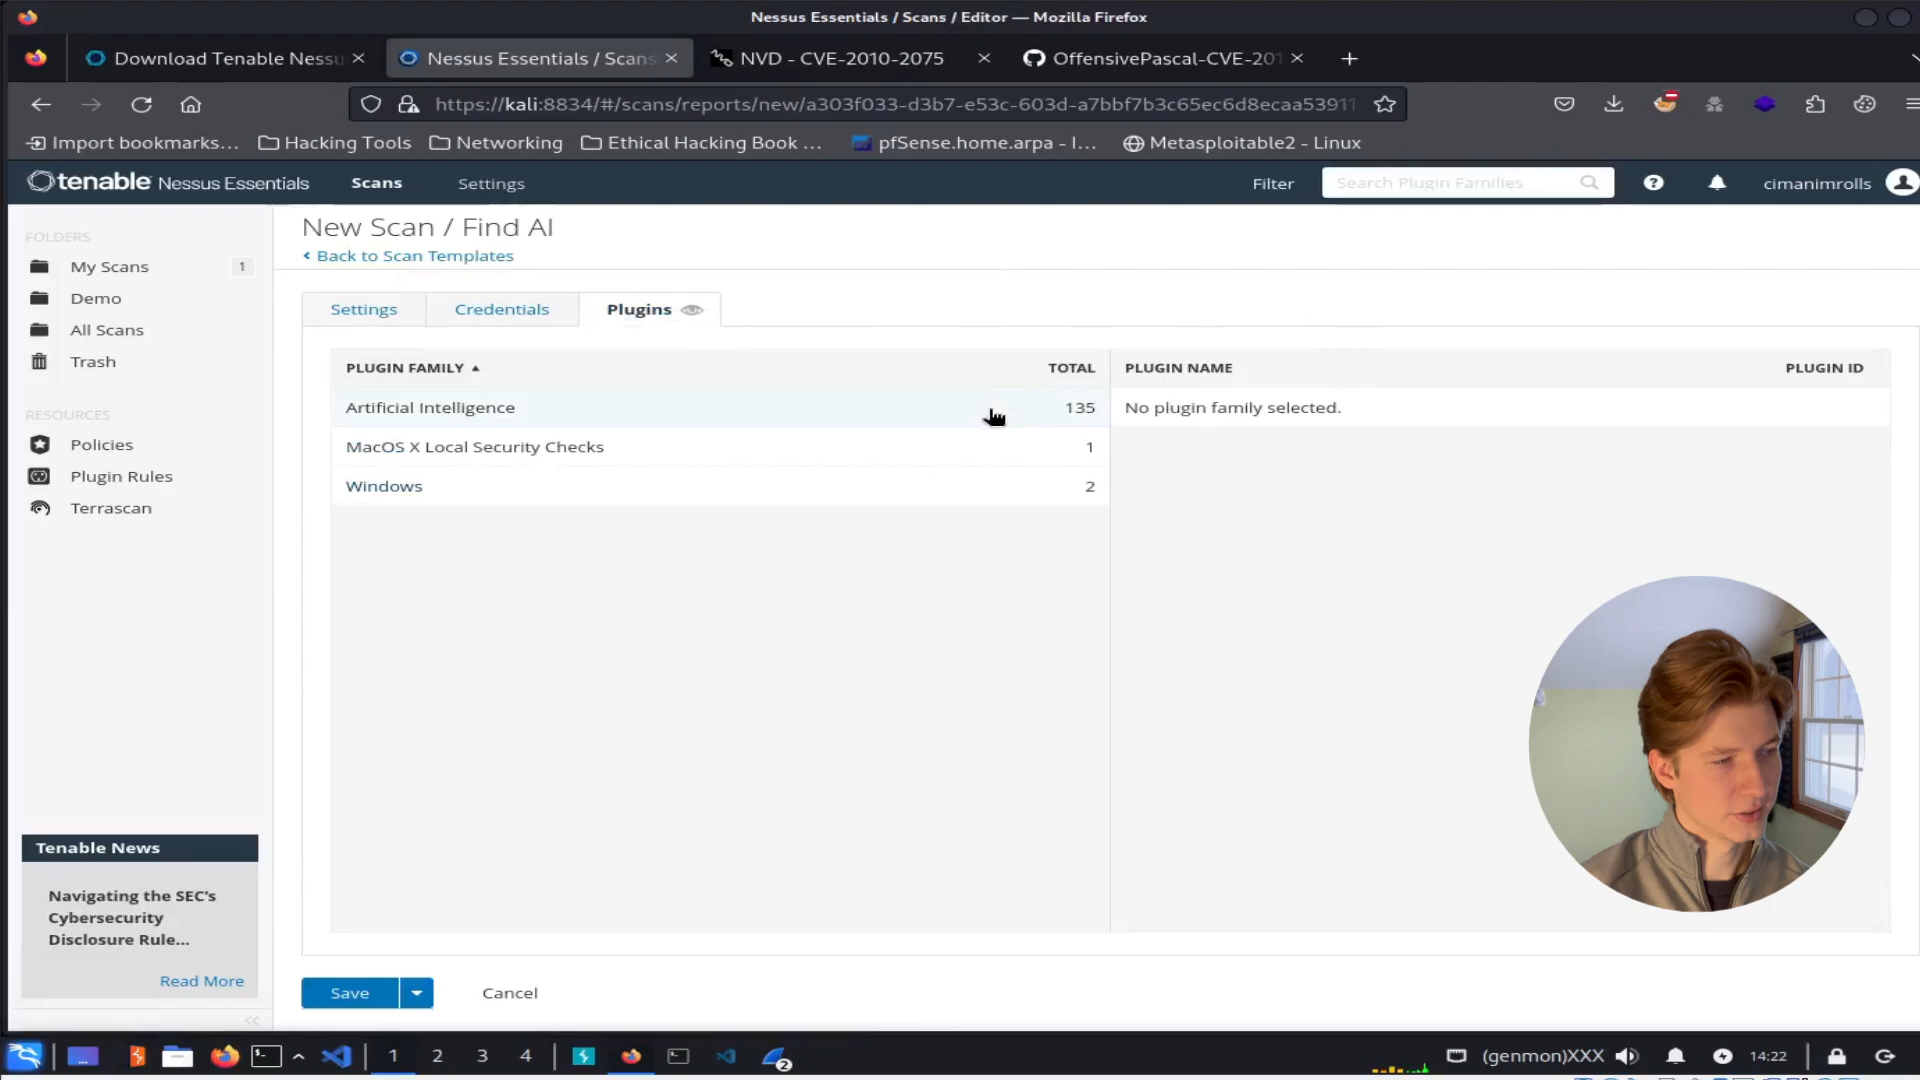 Nessus Essentials / Scans / Editor — Mozilla Firefox
Download Tenable Nessu
Nessus Essentials / Scans
NVD - CVE-2010-2075
OffensivePascal-CVE-201
https://kali:8834/#/scans/reports/new/a303f033-d3b7-e53c-603d-a7bbf7b3c65ec6d8ecaa53911
Import bookmarks...
Hacking Tools
Networking
Ethical Hacking Book ...
pfSense.home.arpa - I...
Metasploitable2 - Linux
tenable Nessus Essentials
Scans
Settings
Filter
Search Plugin Families
cimanimrolls
FOLDERS
My Scans 1
Demo
All Scans
Trash
RESOURCES
Policies
Plugin Rules
Terrascan
Tenable News
Navigating the SEC's
Cybersecurity
Disclosure Rule...
Read More
New Scan / Find AI
Back to Scan Templates
Settings
Credentials
Plugins
PLUGIN FAMILY TOTAL
PLUGIN NAME PLUGIN ID
Artificial Intelligence 135
No plugin family selected.
MacOS X Local Security Checks 1
Windows 2
Save
Cancel
1
2
3
4
2
(genmon)XXX
14:22